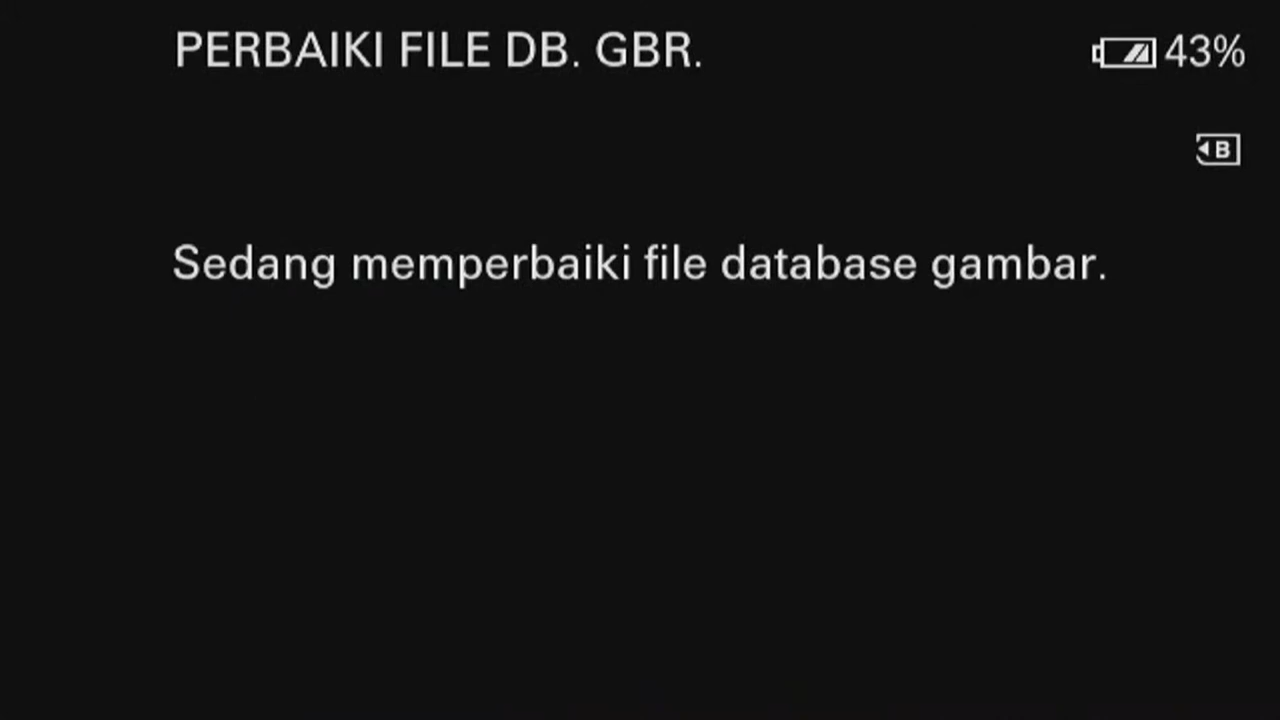 PERBAIKI FILE DB. GBR.
43%
B
Sedang memperbaiki file database gambar.